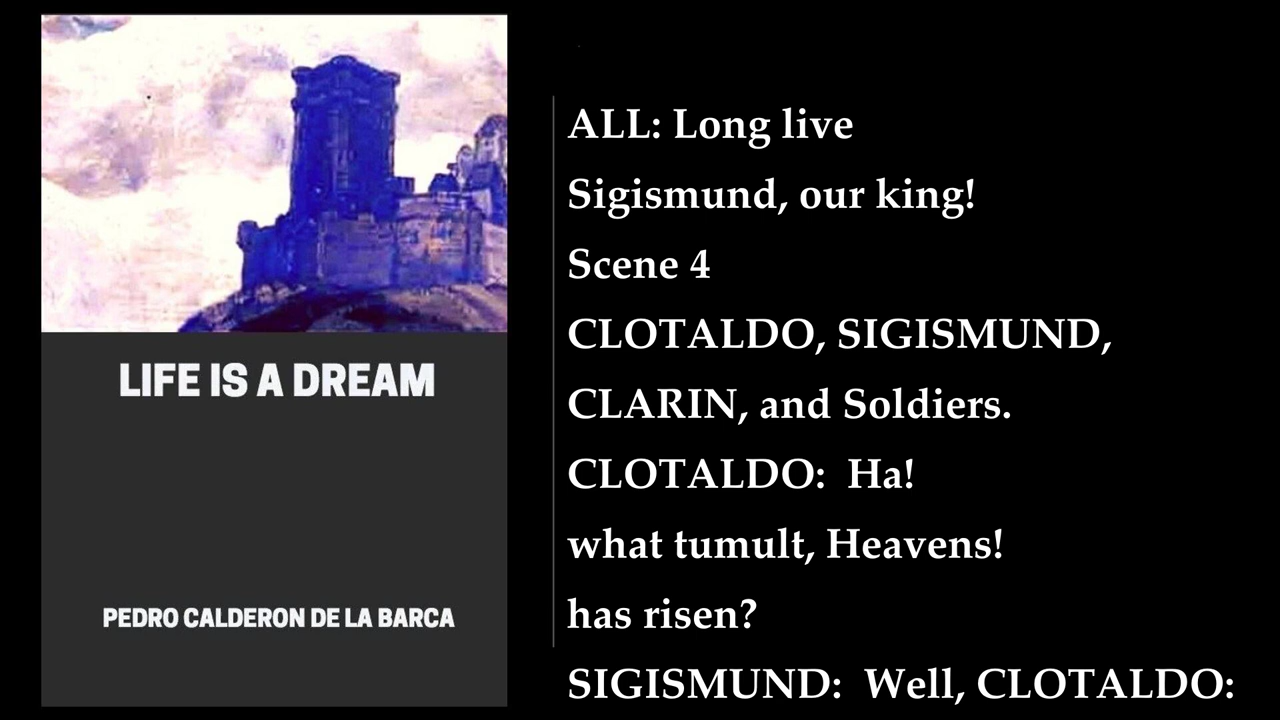 LIFE IS A DREAM
PEDRO CALDERON DE LA BARCA
ALL: Long live
Sigismund, our king!
Scene 4
CLOTALDO, SIGISMUND,
CLARIN, and Soldiers.
CLOTALDO:  Ha!
what tumult, Heavens!
has risen?
SIGISMUND:  Well, CLOTALDO: